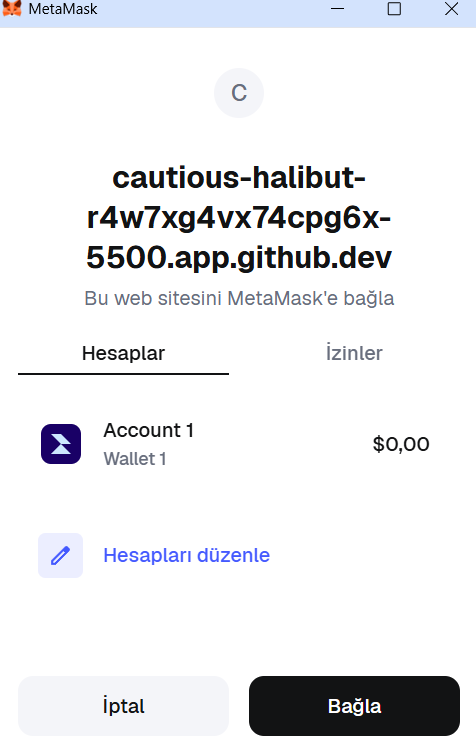 MetaMask
C
cautious-halibut-
r4w7xg4vx74cpg6x-
5500.app.github.dev
Bu web sitesini MetaMask'e bağla
Hesaplar
İzinler
Account 1
Wallet 1
$0,00
Hesapları düzenle
İptal
Bağla